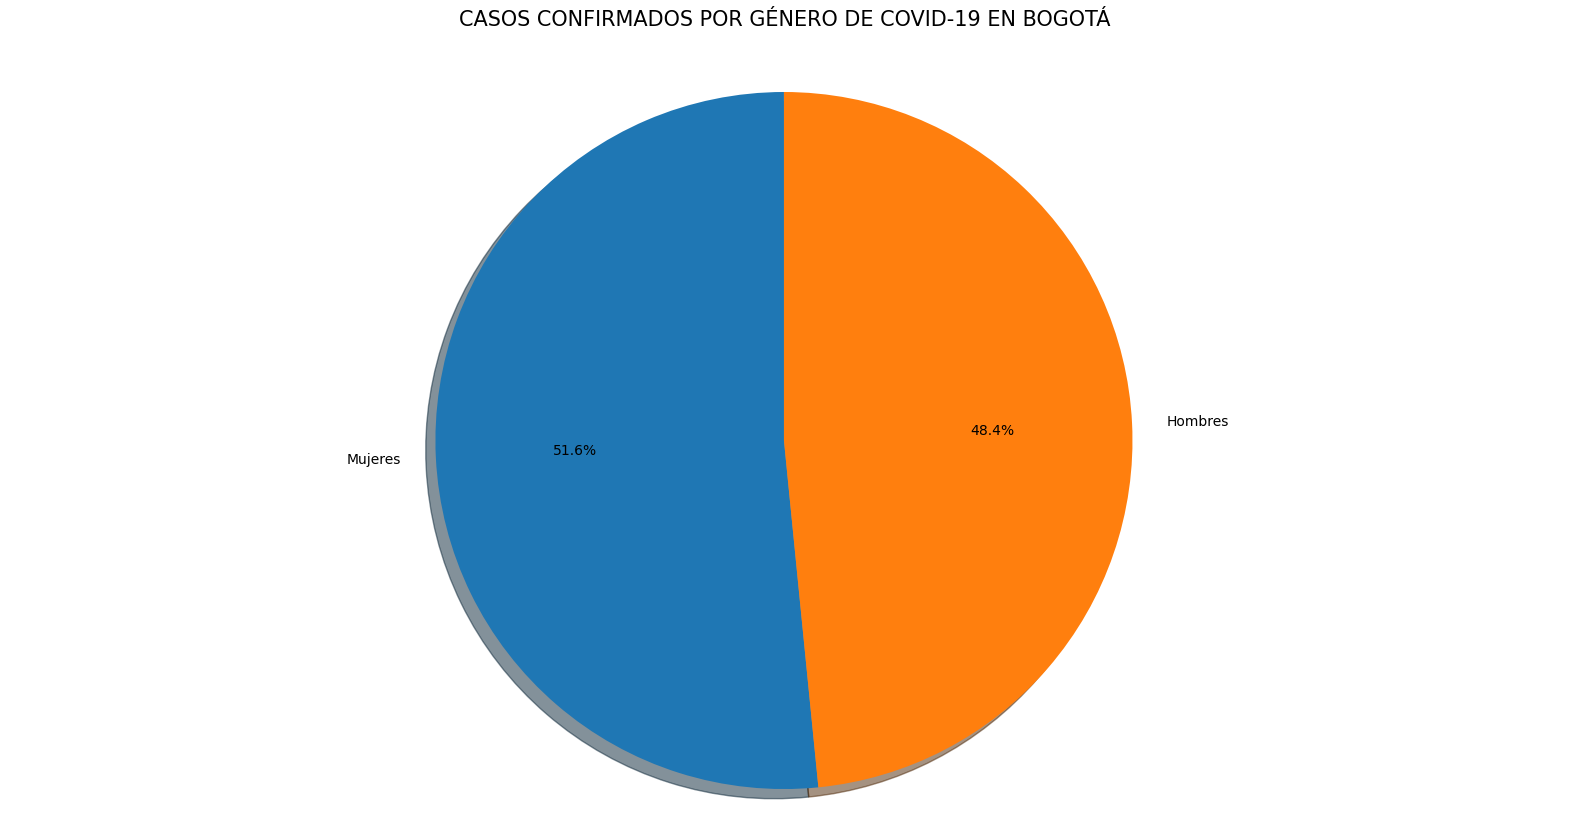 CASOS CONFIRMADOS POR GÉNERO DE COVID-19 EN BOGOTÁ
Hombres
48.4%
51.6%
Mujeres